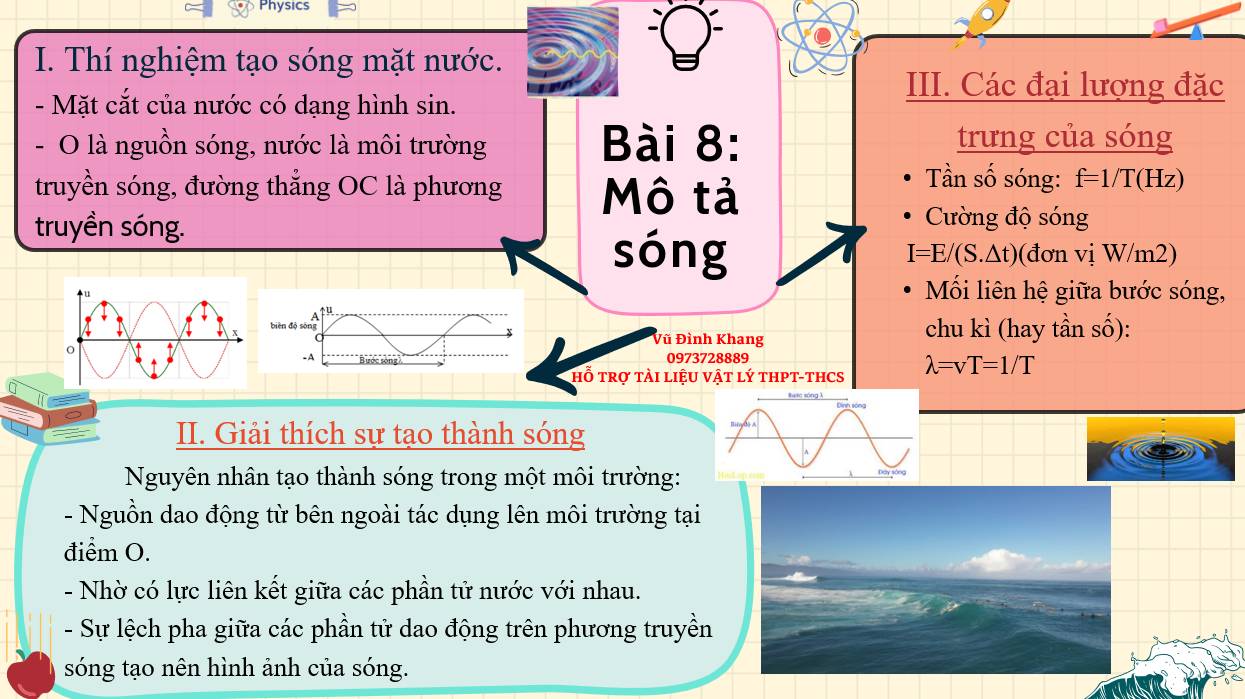 Physics
I. Thí nghiệm tạo sóng mặt nước.
- Mặt cắt của nước có dạng hình sin.
- O là nguồn sóng, nước là môi trường
truyền sóng, đường thẳng OC là phương
truyền sóng.
Bài 8:
Mô tả
sóng
III. Các đại lượng đặc
trưng của sóng
• Tần số sóng: f=1/T(Hz)
• Cường độ sóng
I=E/(S.Δt)(đơn vị W/m2)
• Mối liên hệ giữa bước sóng,
chu kì (hay tần số):
λ=vT=1/T
u
x
O
u
A
biên độ sóng
O
x
-A
Bước sóng λ
Vũ Đình Khang
0973728889
HỖ TRỢ TÀI LIỆU VẬT LÝ THPT-THCS
Bước sóng λ
Đỉnh sóng
Biên độ A
A
λ
Đáy sóng
II. Giải thích sự tạo thành sóng
Nguyên nhân tạo thành sóng trong một môi trường:
- Nguồn dao động từ bên ngoài tác dụng lên môi trường tại
điểm O.
- Nhờ có lực liên kết giữa các phần tử nước với nhau.
- Sự lệch pha giữa các phần tử dao động trên phương truyền
sóng tạo nên hình ảnh của sóng.